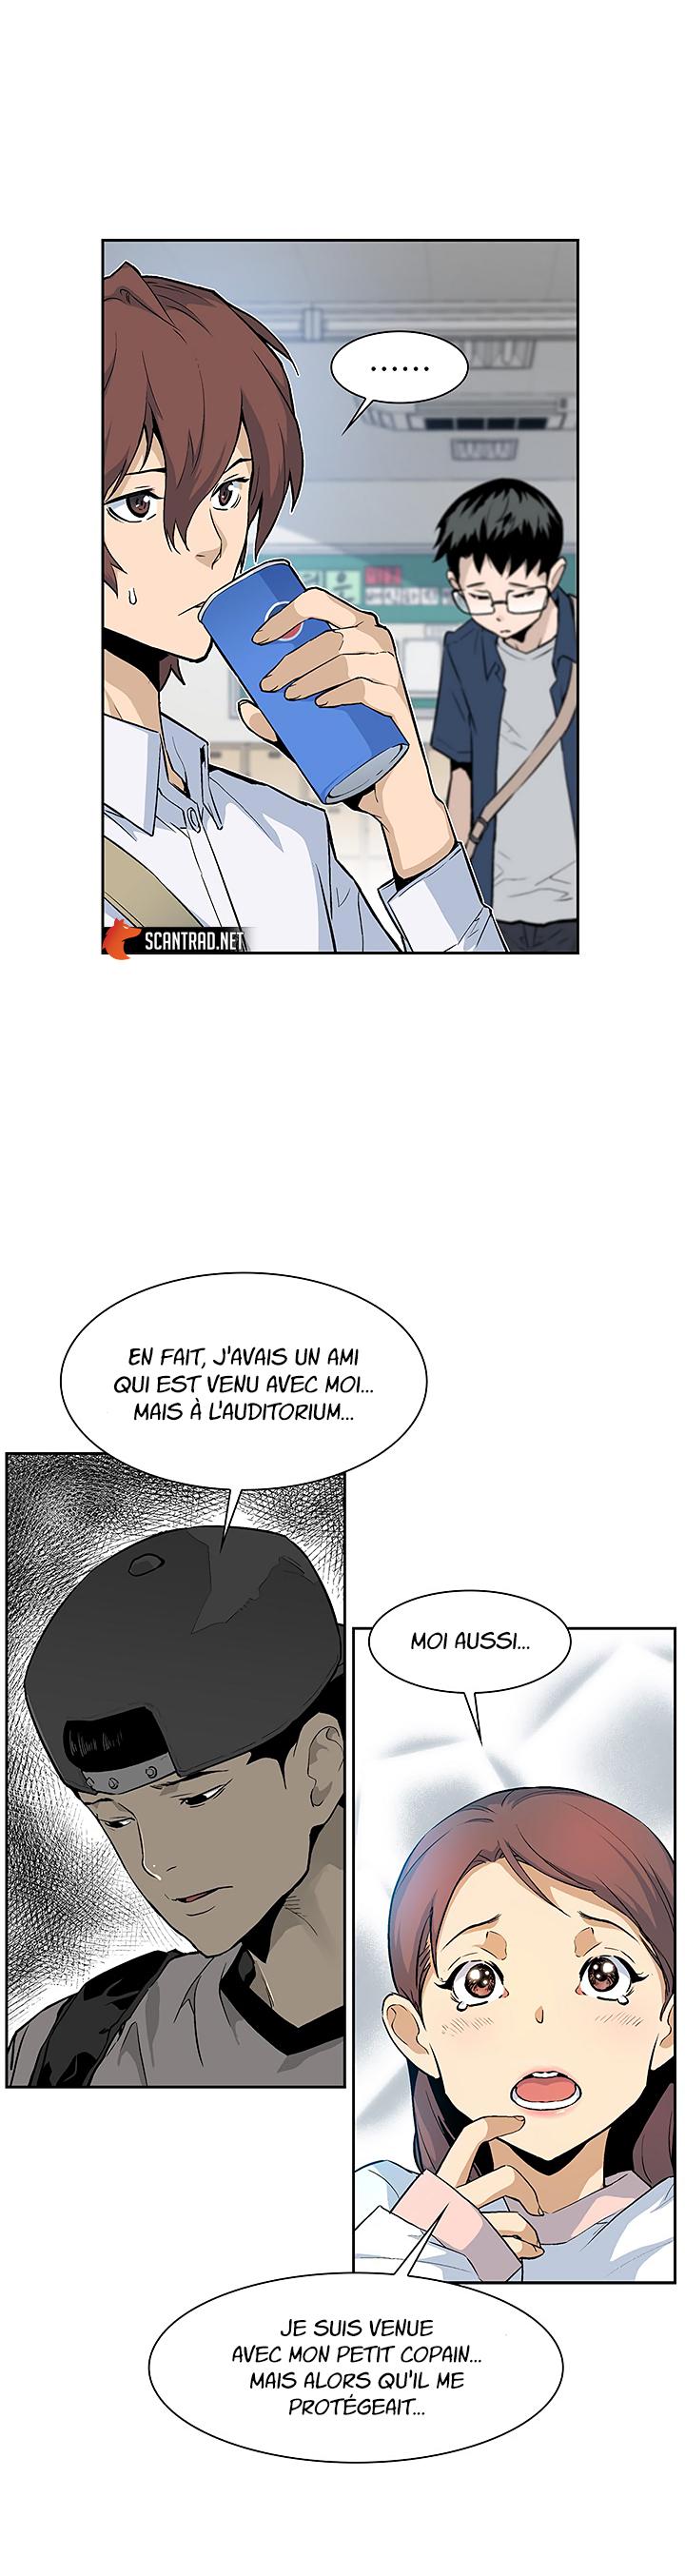 ......
SCANTRAD.NET
EN FAIT, J'AVAIS UN AMI
QUI EST VENU AVEC MOI...
MAIS À L'AUDITORIUM...
MOI AUSSI...
JE SUIS VENUE
AVEC MON PETIT COPAIN...
MAIS ALORS QU'IL ME
PROTÉGEAIT...